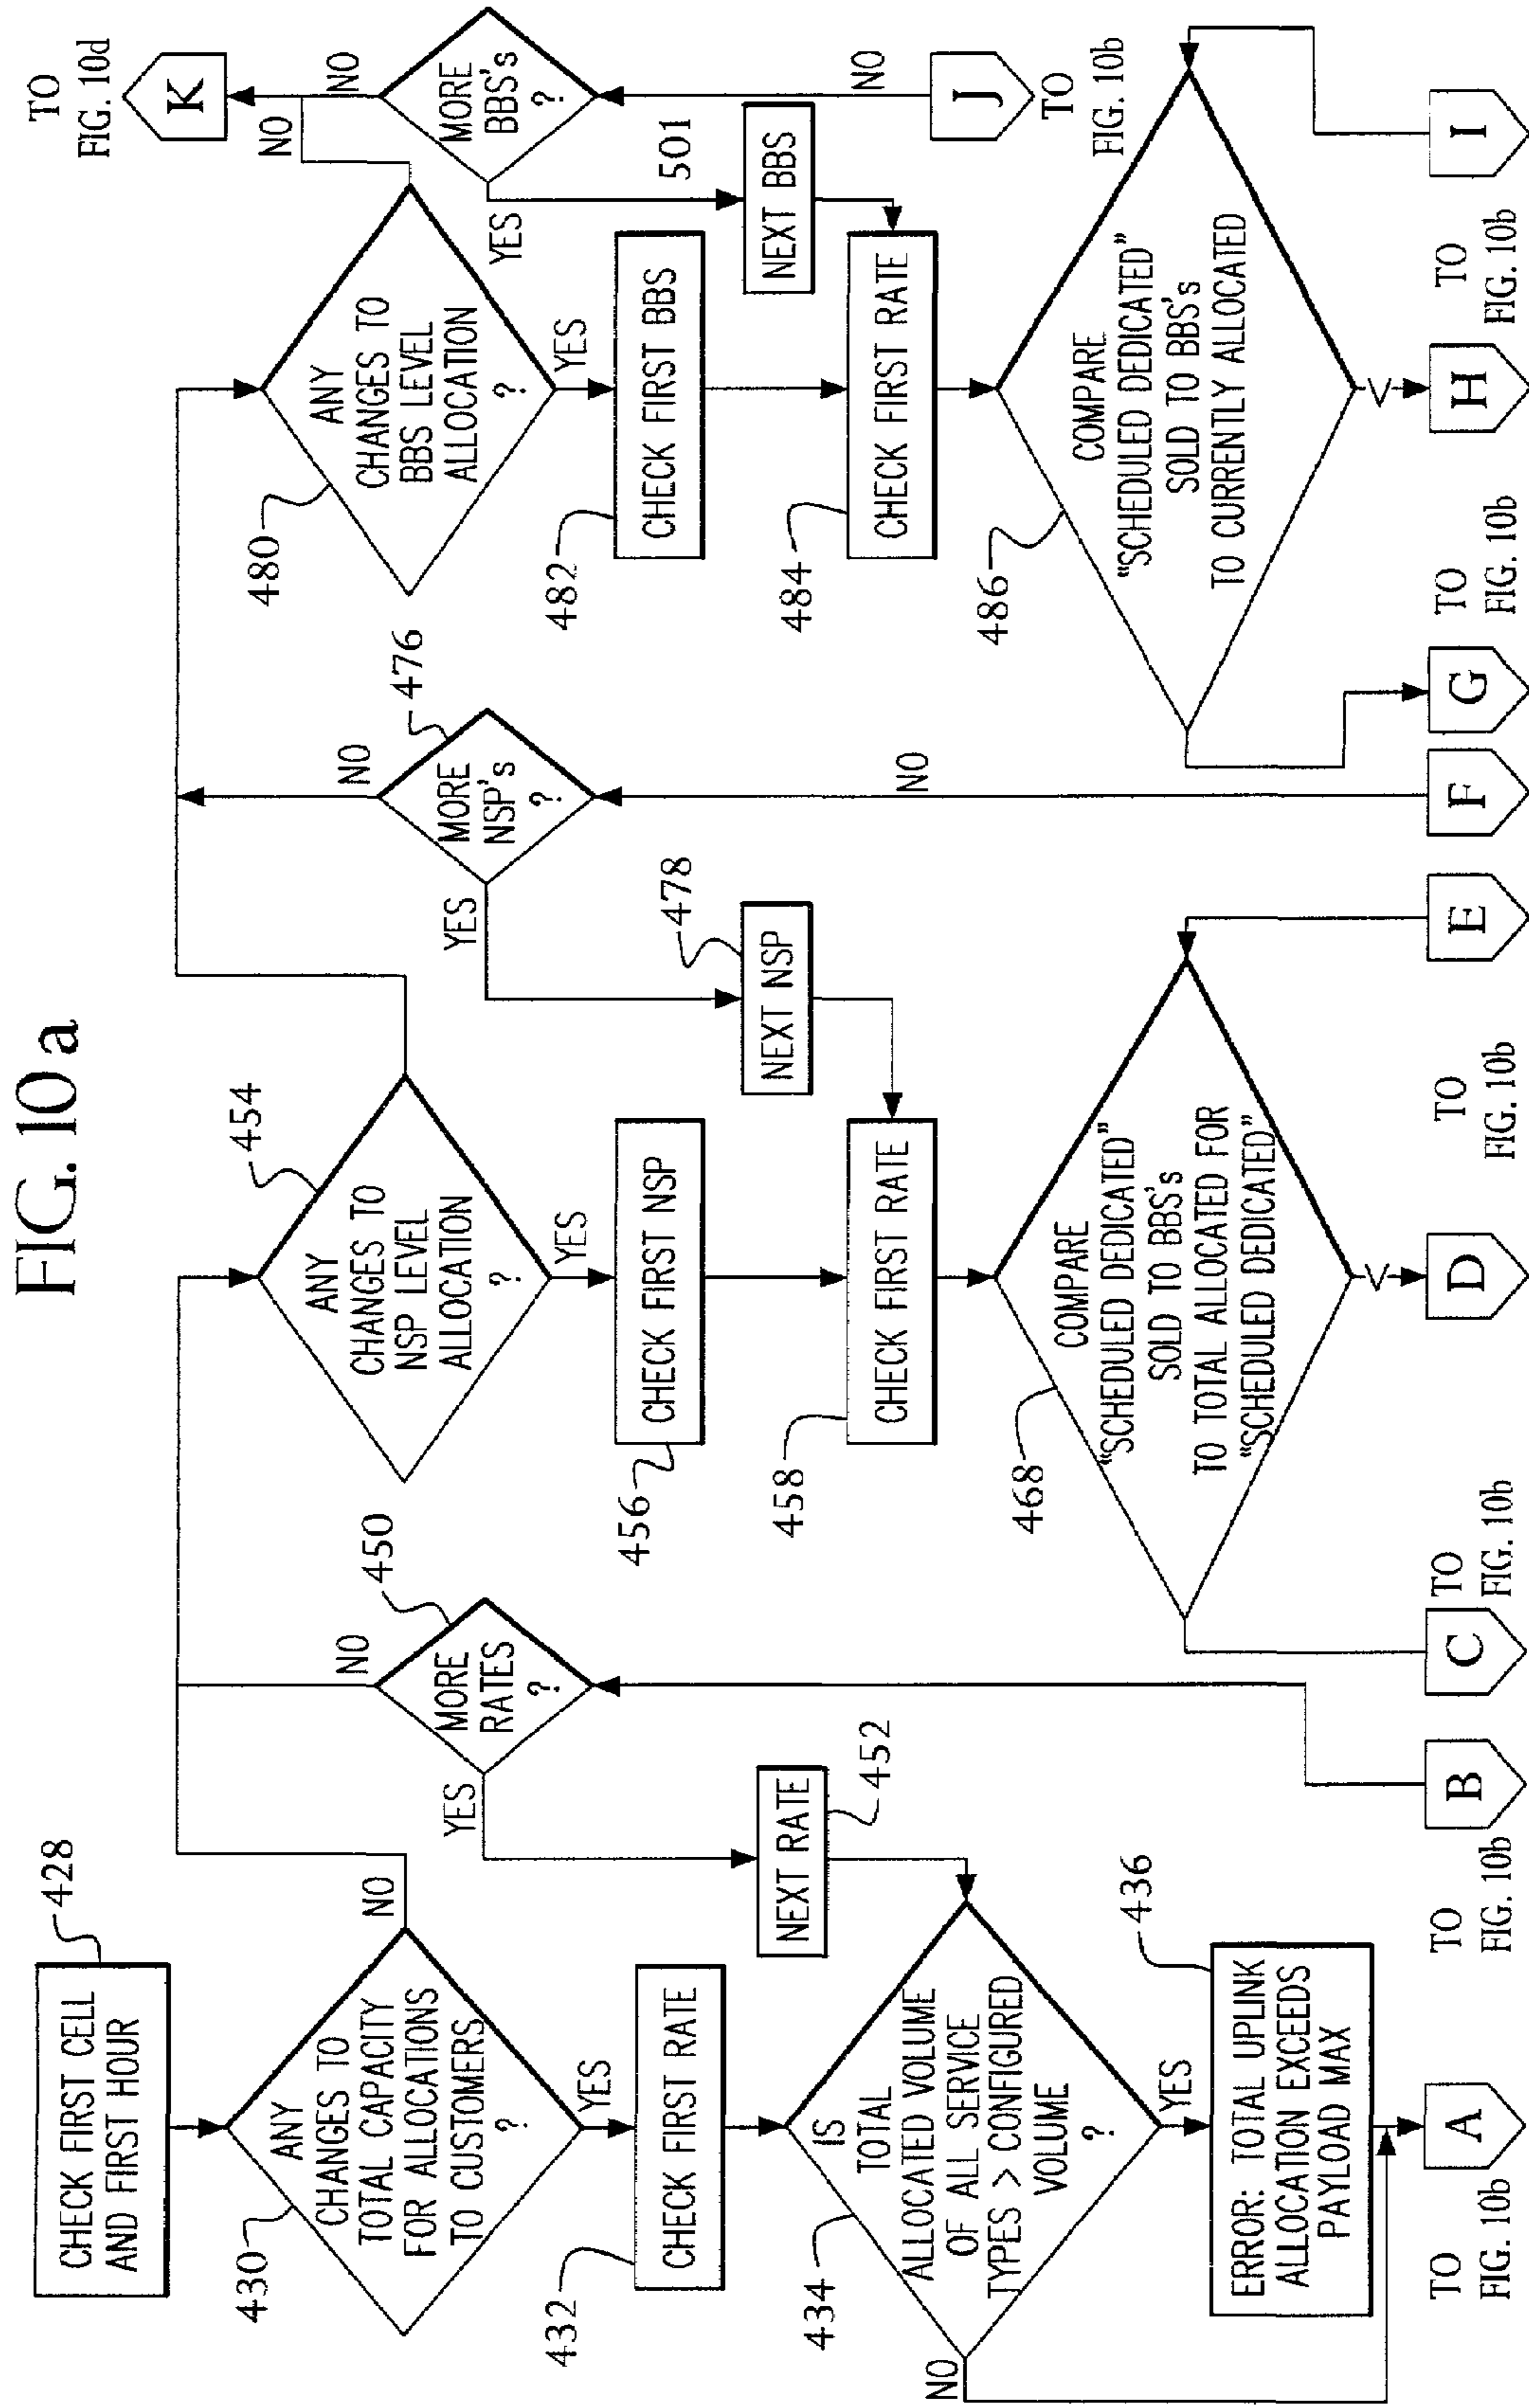 FIG. 10 a
CHECK FIRST CELL
AND FIRST HOUR
428
ANY
CHANGES TO
TOTAL CAPACITY
FOR ALLOCATIONS
TO CUSTOMERS
?
430
NO
YES
CHECK FIRST RATE
432
IS
TOTAL
ALLOCATED VOLUME
OF ALL SERVICE
TYPES > CONFIGURED
VOLUME
?
434
NO
YES
ERROR: TOTAL UPLINK
ALLOCATION EXCEEDS
PAYLOAD MAX
436
A
TO
FIG. 10b
MORE
RATES
?
450
NO
YES
NEXT RATE
452
B
TO
FIG. 10b
ANY
CHANGES TO
NSP LEVEL
ALLOCATION
?
454
YES
CHECK FIRST NSP
456
CHECK FIRST RATE
458
COMPARE
"SCHEDULED DEDICATED"
SOLD TO BBS's
TO TOTAL ALLOCATED FOR
"SCHEDULED DEDICATED"
468
<
C
TO
FIG. 10b
D
TO
FIG. 10b
E
MORE
NSP's
?
476
NO
YES
NEXT NSP
478
NO
F
ANY
CHANGES TO
BBS LEVEL
ALLOCATION
?
480
NO
YES
CHECK FIRST BBS
482
CHECK FIRST RATE
484
COMPARE
"SCHEDULED DEDICATED"
SOLD TO BBS's
TO CURRENTLY ALLOCATED
486
<
G
TO
FIG. 10b
H
TO
FIG. 10b
I
TO
FIG. 10d
K
NO
MORE
BBS's
?
YES
501
NEXT BBS
NO
J
TO
FIG. 10b